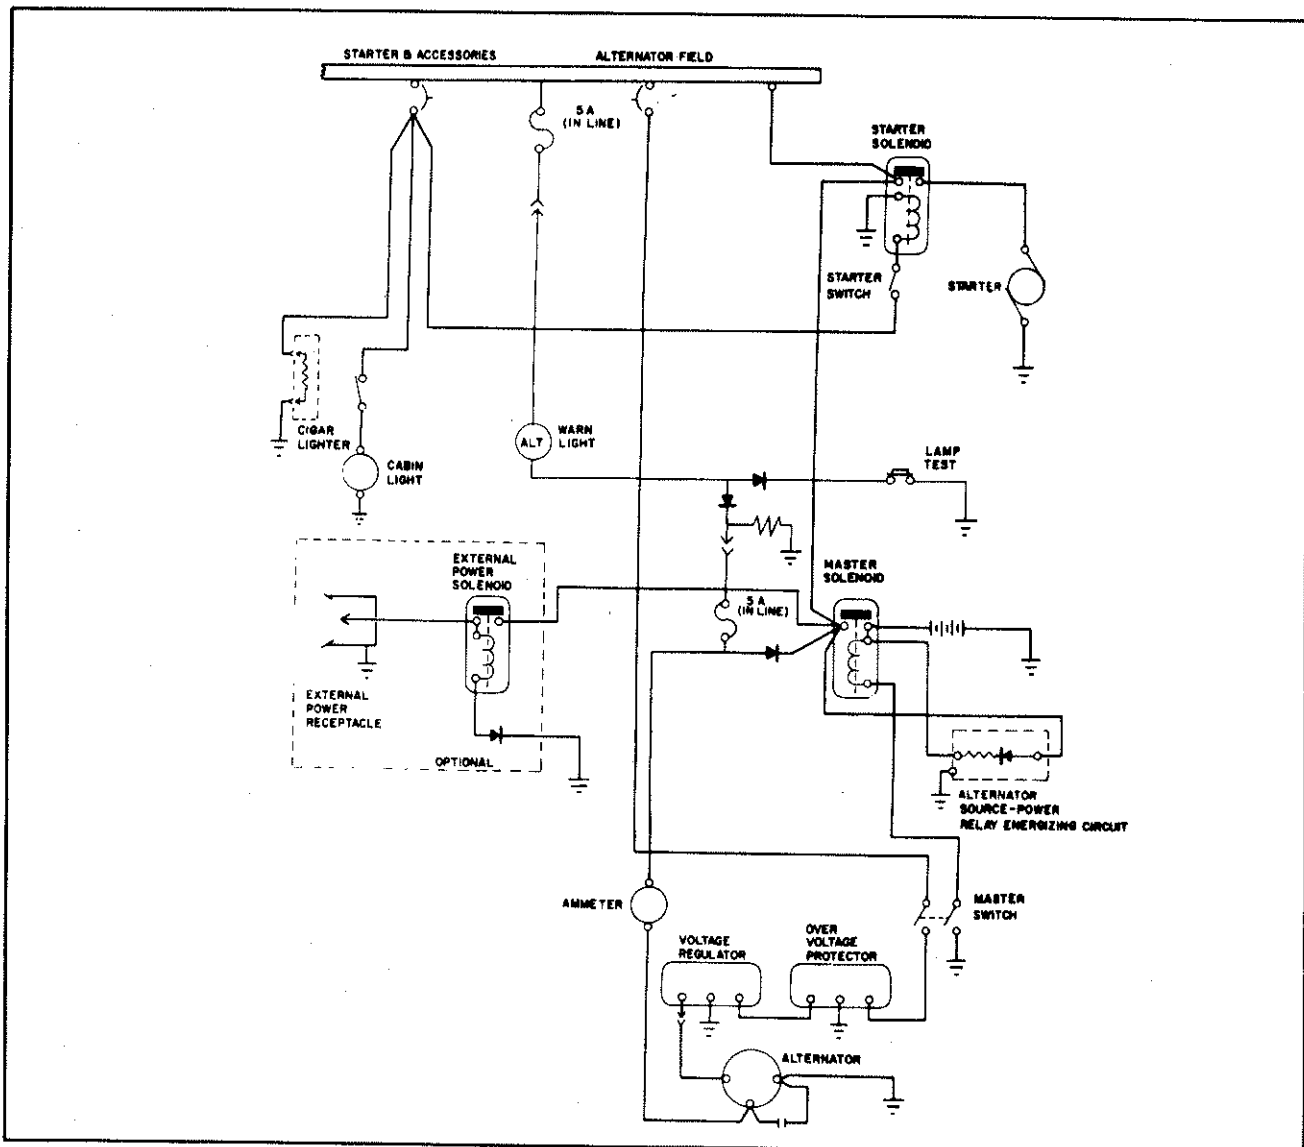 STARTER & ACCESSORIES
ALTERNATOR FIELD
5 A
(IN LINE)
STARTER
SOLENOID
STARTER
SWITCH
STARTER
CIGAR
LIGHTER
CABIN
LIGHT
ALT
WARN
LIGHT
LAMP
TEST
EXTERNAL
POWER
SOLENOID
MASTER
SOLENOID
5 A
(IN LINE)
EXTERNAL
POWER
RECEPTACLE
OPTIONAL
ALTERNATOR
SOURCE-POWER
RELAY ENERGIZING CIRCUIT
AMMETER
MASTER
SWITCH
VOLTAGE
REGULATOR
OVER
VOLTAGE
PROTECTOR
ALTERNATOR